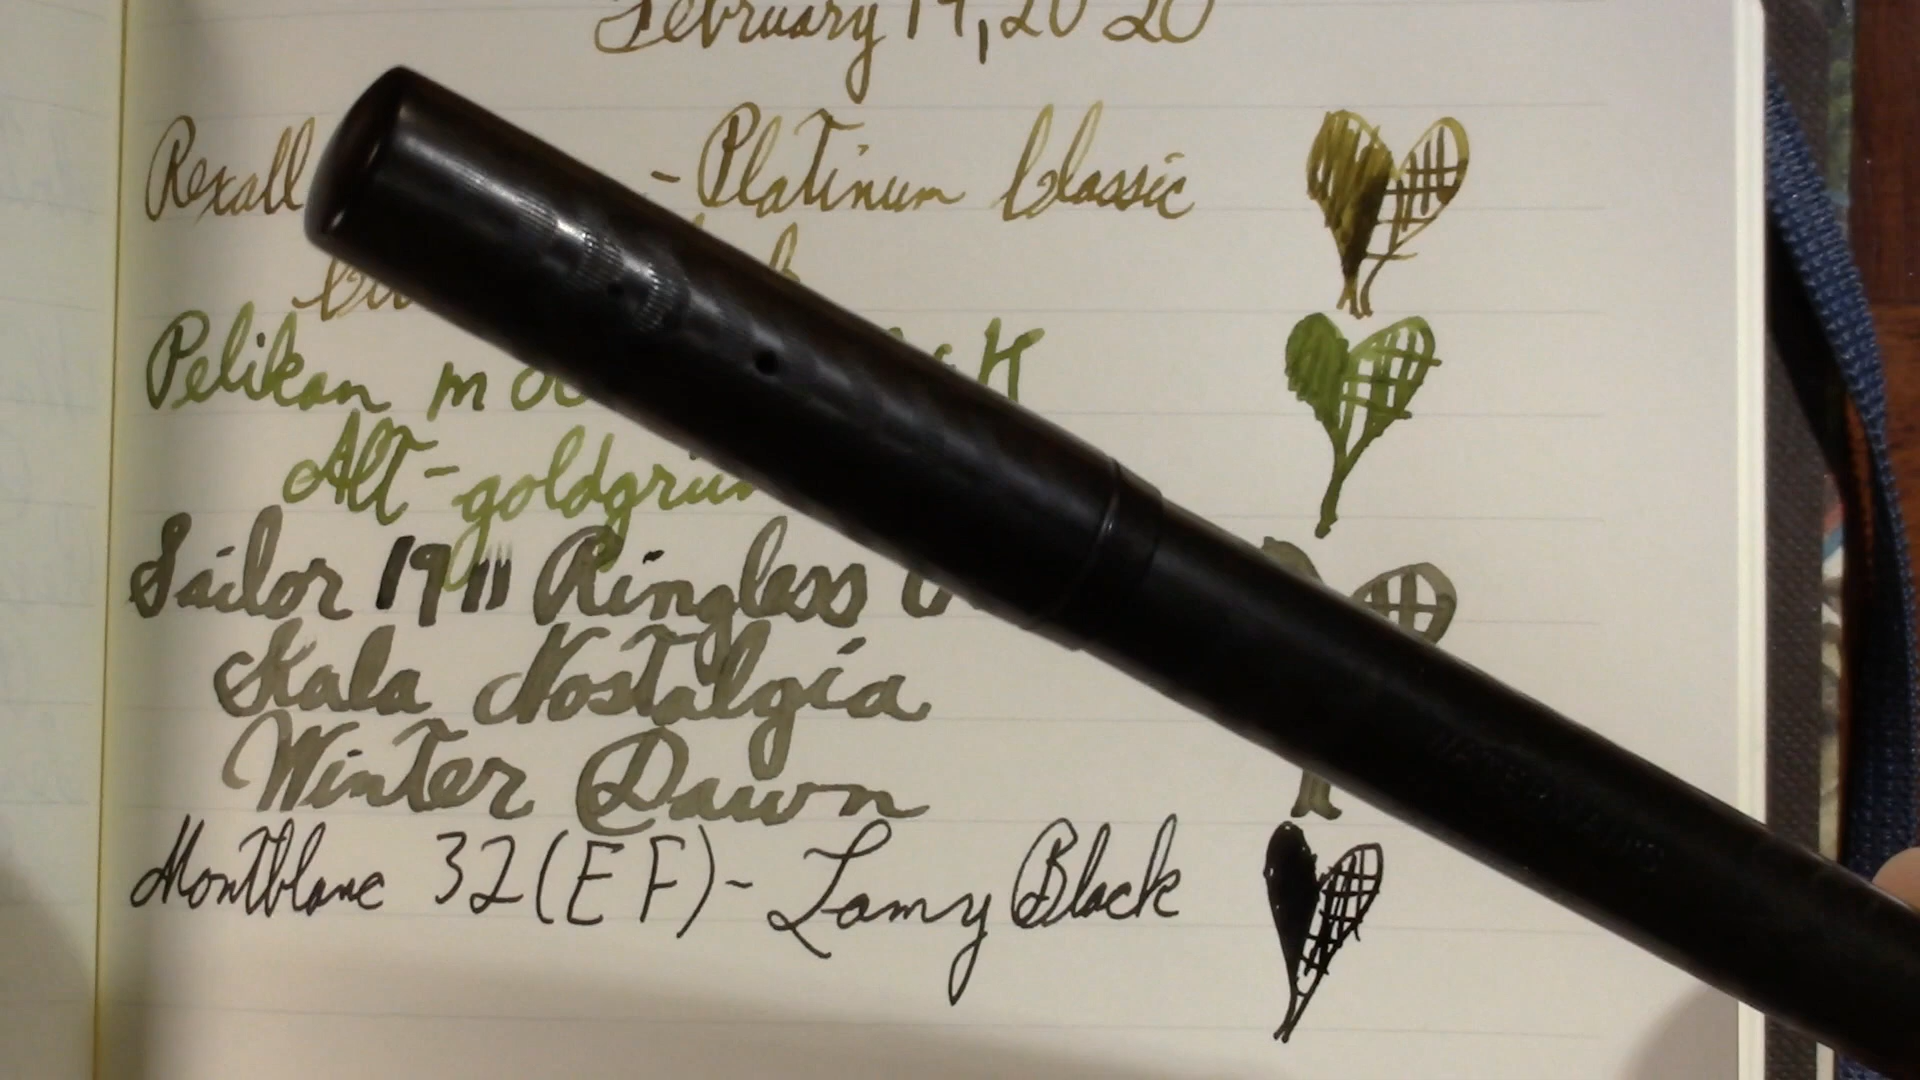 February 14, 2020
Rexall - Platinum Classic
Pelikan m
Alt-goldgrün
Sailor 1911 Ringless
Kala Nostalgia
Winter Dawn
Montblanc 32 (EF) - Lamy Black